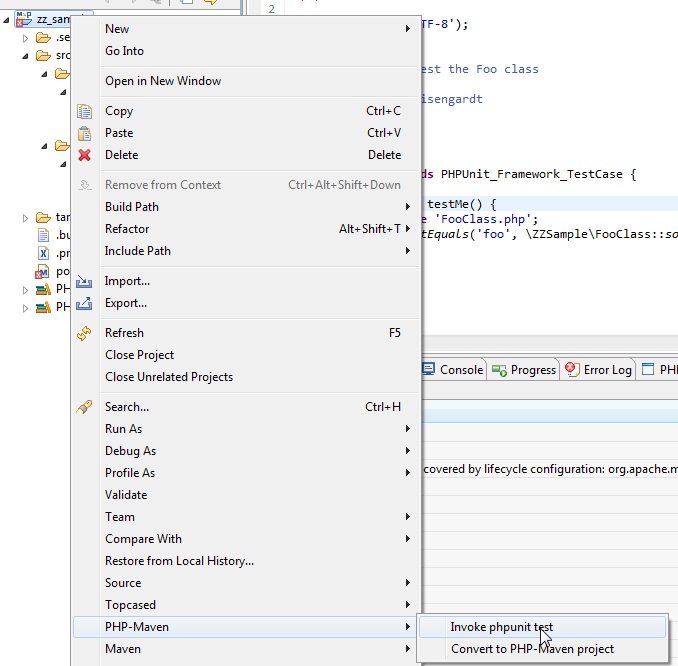 2
zz_sam
New
Go Into
Open in New Window
Copy Ctrl+C
Paste Ctrl+V
Delete Delete
Remove from Context Ctrl+Alt+Shift+Down
Build Path
Refactor Alt+Shift+T
Include Path
Import...
Export...
Refresh F5
Close Project
Close Unrelated Projects
Search... Ctrl+H
Run As
Debug As
Profile As
Validate
Team
Compare With
Restore from Local History...
Source
Topcased
PHP-Maven
Maven
Invoke phpunit test
Convert to PHP-Maven project
.se
src
tar
.bu
.pr
po
PH
PH
TF-8');
est the Foo class
isengardt
ds PHPUnit_Framework_TestCase {
testMe() {
e 'FooClass.php';
tEquals('foo', \ZZSample\FooClass::so
Console Progress Error Log PHP
covered by lifecycle configuration: org.apache.m